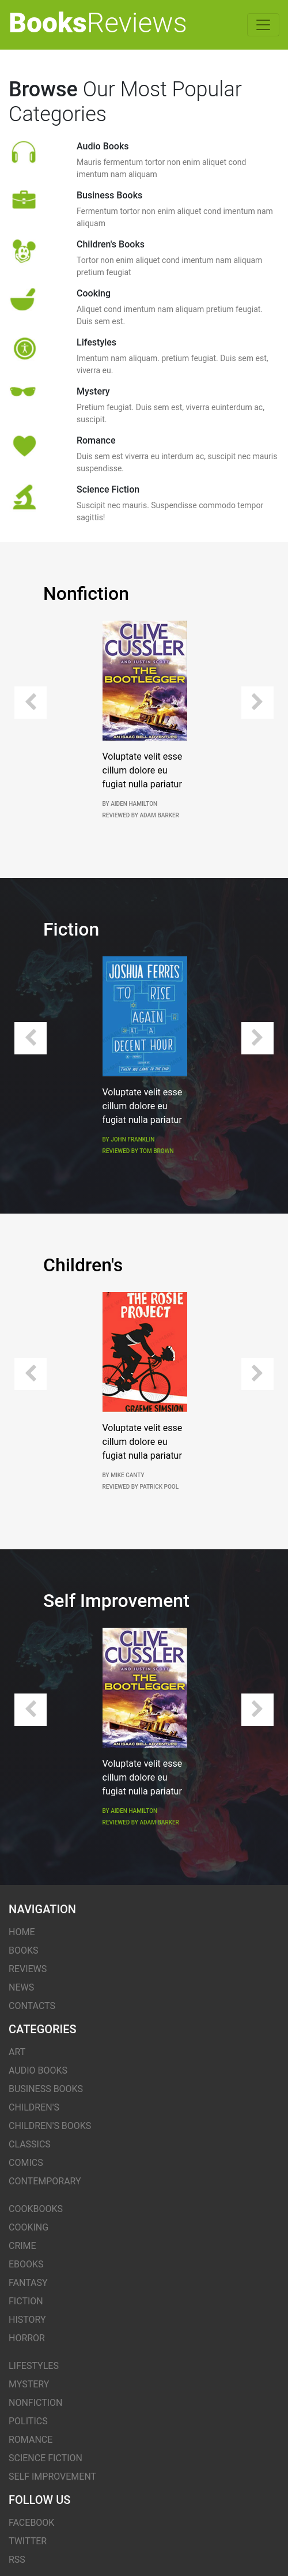 BooksReviews
Browse Our Most Popular
Categories
Audio Books
Mauris fermentum tortor non enim aliquet cond
imentum nam aliquam
Business Books
Fermentum tortor non enim aliquet cond imentum nam
aliquam
Children's Books
Tortor non enim aliquet cond imentum nam aliquam
pretium feugiat
Cooking
Aliquet cond imentum nam aliquam pretium feugiat.
Duis sem est.
Lifestyles
Imentum nam aliquam. pretium feugiat. Duis sem est,
viverra eu.
Mystery
Pretium feugiat. Duis sem est, viverra euinterdum ac,
suscipit.
Romance
Duis sem est viverra eu interdum ac, suscipit nec mauris
suspendisse.
Science Fiction
Suscipit nec mauris. Suspendisse commodo tempor
sagittis!
Nonfiction
CLIVE
CUSSLER
AND JUSTIN SCOTT
THE
BOOTLEGGER
AN ISAAC BELL ADVENTURE
Voluptate velit esse
cillum dolore eu
fugiat nulla pariatur
BY AIDEN HAMILTON
REVIEWED BY ADAM BARKER
Fiction
JOSHUA FERRIS
TO RISE
AGAIN
AT A
DECENT HOUR
Voluptate velit esse
cillum dolore eu
fugiat nulla pariatur
BY JOHN FRANKLIN
REVIEWED BY TOM BROWN
Children's
THE ROSIE
PROJECT
GRAEME SIMSION
Voluptate velit esse
cillum dolore eu
fugiat nulla pariatur
BY MIKE CANTY
REVIEWED BY PATRICK POOL
Self Improvement
CLIVE
CUSSLER
AND JUSTIN SCOTT
THE
BOOTLEGGER
AN ISAAC BELL ADVENTURE
Voluptate velit esse
cillum dolore eu
fugiat nulla pariatur
BY AIDEN HAMILTON
REVIEWED BY ADAM BARKER
NAVIGATION
HOME
BOOKS
REVIEWS
NEWS
CONTACTS
CATEGORIES
ART
AUDIO BOOKS
BUSINESS BOOKS
CHILDREN'S
CHILDREN'S BOOKS
CLASSICS
COMICS
CONTEMPORARY
COOKBOOKS
COOKING
CRIME
EBOOKS
FANTASY
FICTION
HISTORY
HORROR
LIFESTYLES
MYSTERY
NONFICTION
POLITICS
ROMANCE
SCIENCE FICTION
SELF IMPROVEMENT
FOLLOW US
FACEBOOK
TWITTER
RSS